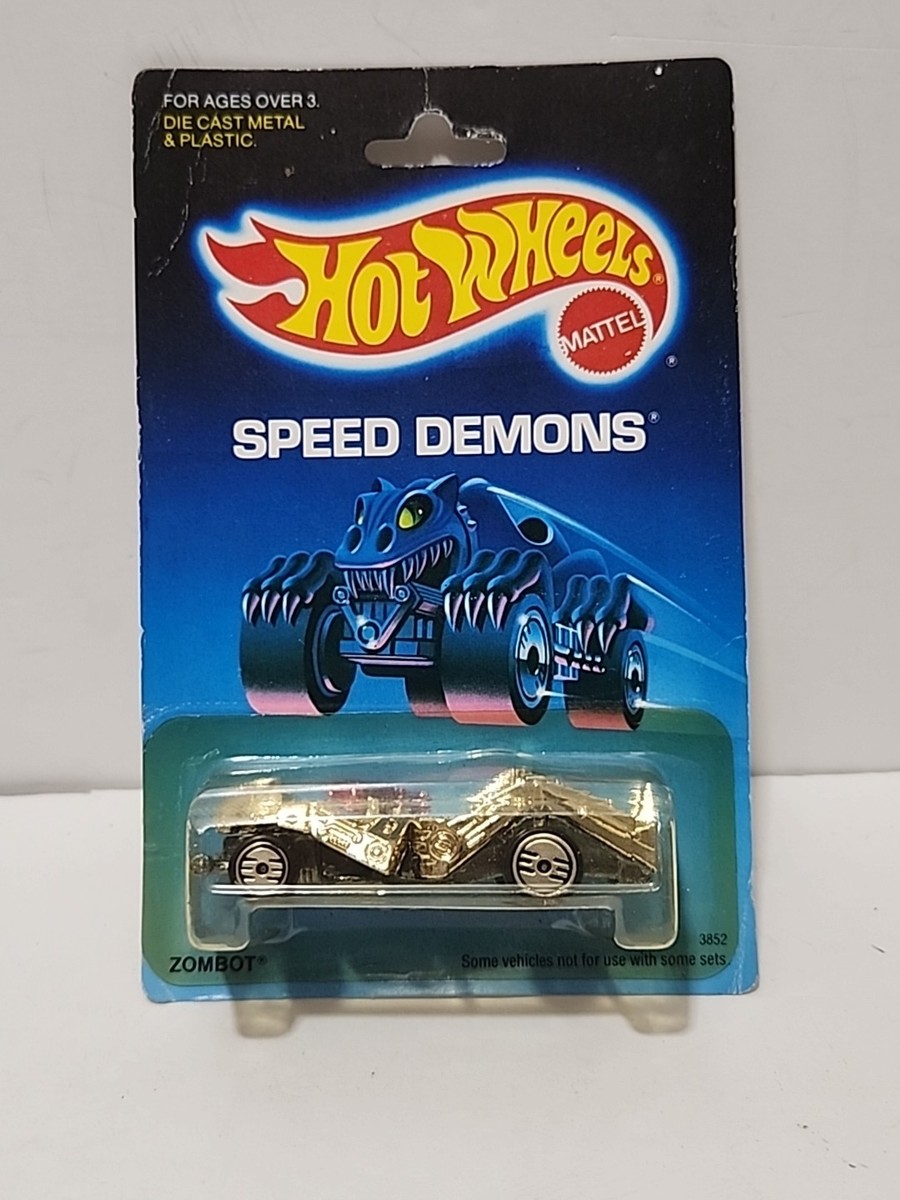 FOR AGES OVER 3.
DIE CAST METAL
& PLASTIC.
HOT WHEELS®
MATTEL
®
SPEED DEMONS®
3852
ZOMBOT®
Some vehicles not for use with some sets.